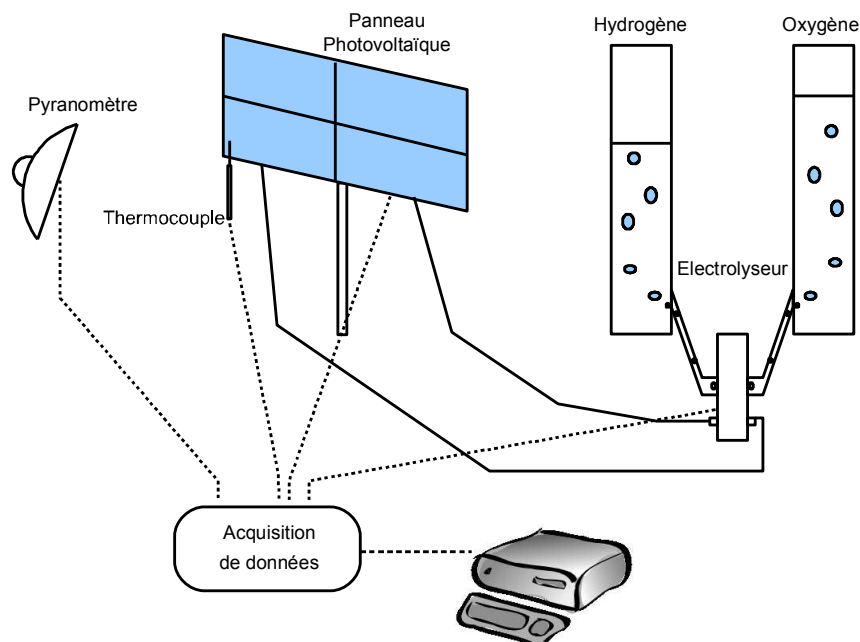 Panneau
Photovoltaïque
Hydrogène
Oxygène
Pyranomètre
Thermocouple
Electrolyseur
Acquisition
de données